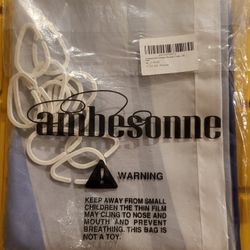 ambesonne
WARNING
KEEP AWAY FROM SMALL
CHILDREN THE THIN FILM
MAY CLING TO NOSE AND
MOUTH AND PREVENT
BREATHING. THIS BAG IS
NOT A TOY.